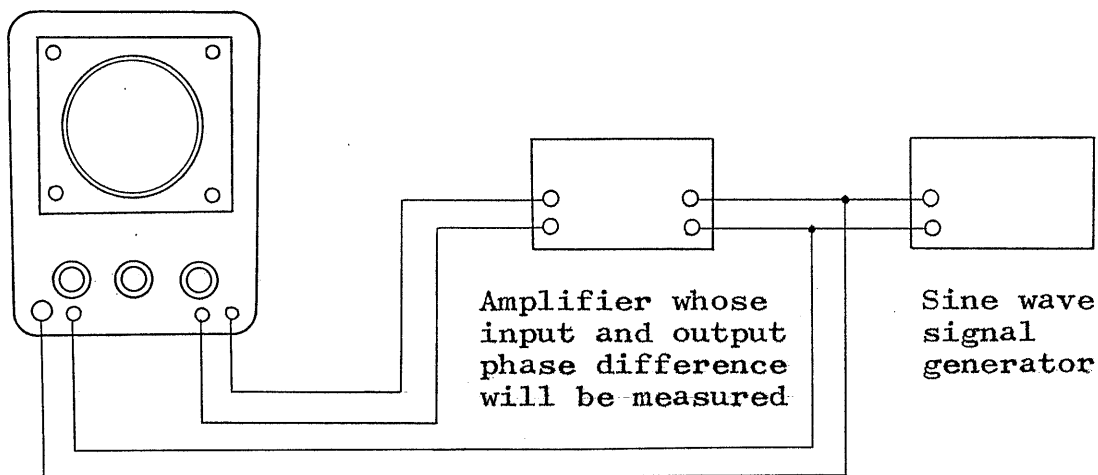 Amplifier whose
input and output
phase difference
will be measured
Sine wave
signal
generator